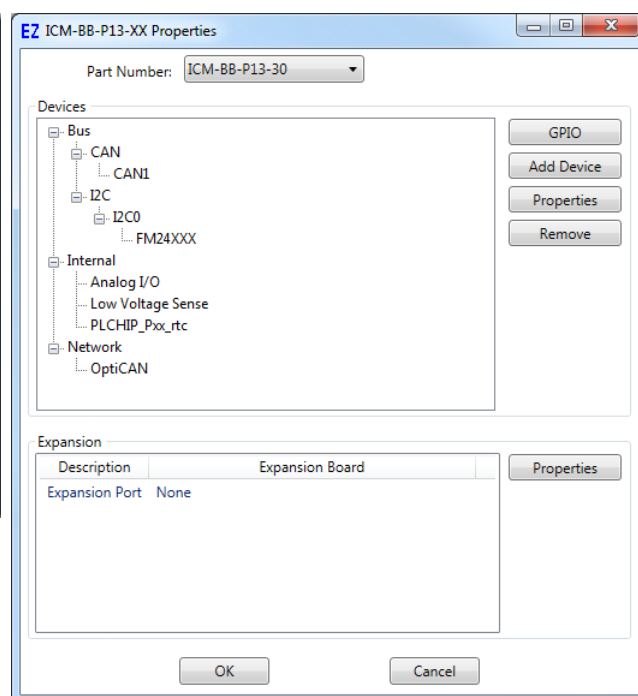 EZ ICM-BB-P13-XX Properties
Part Number: ICM-BB-P13-30
Devices
Bus
CAN
CAN1
I2C
I2C0
FM24XXX
Internal
Analog I/O
Low Voltage Sense
PLCHIP_Pxx_rtc
Network
OptiCAN
GPIO
Add Device
Properties
Remove
Expansion
Description Expansion Board
Expansion Port None
Properties
OK Cancel